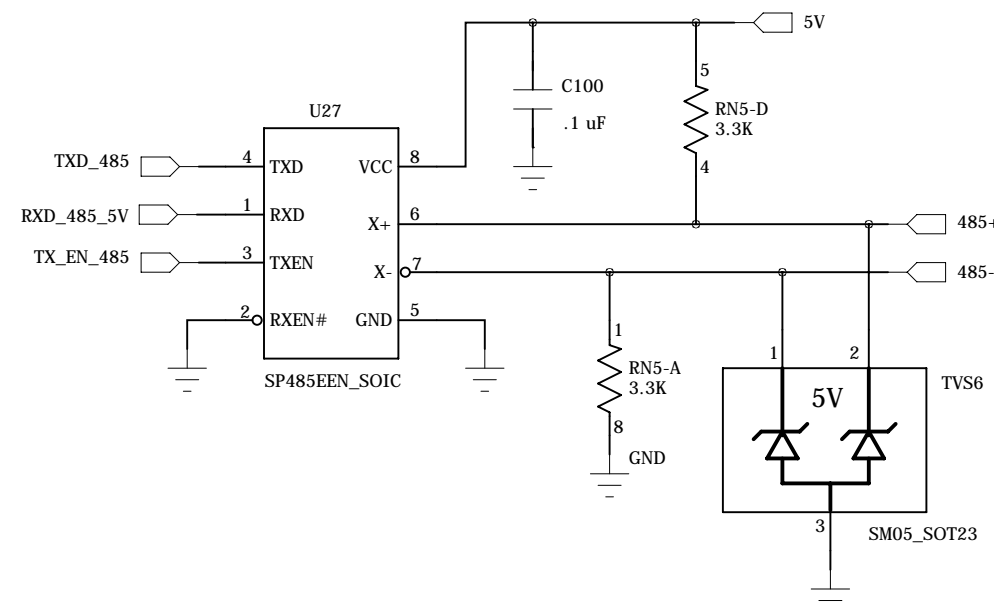 5V
5
C100
RN5-D
3.3K
.1 uF
4
U27
TXD_485
4
TXD
VCC
8
RXD_485_5V
1
RXD
X+
6
485+
TX_EN_485
3
TXEN
X-
7
485-
2
RXEN#
GND
5
SP485EEN_SOIC
1
RN5-A
3.3K
8
GND
1
2
TVS6
5V
3
SM05_SOT23